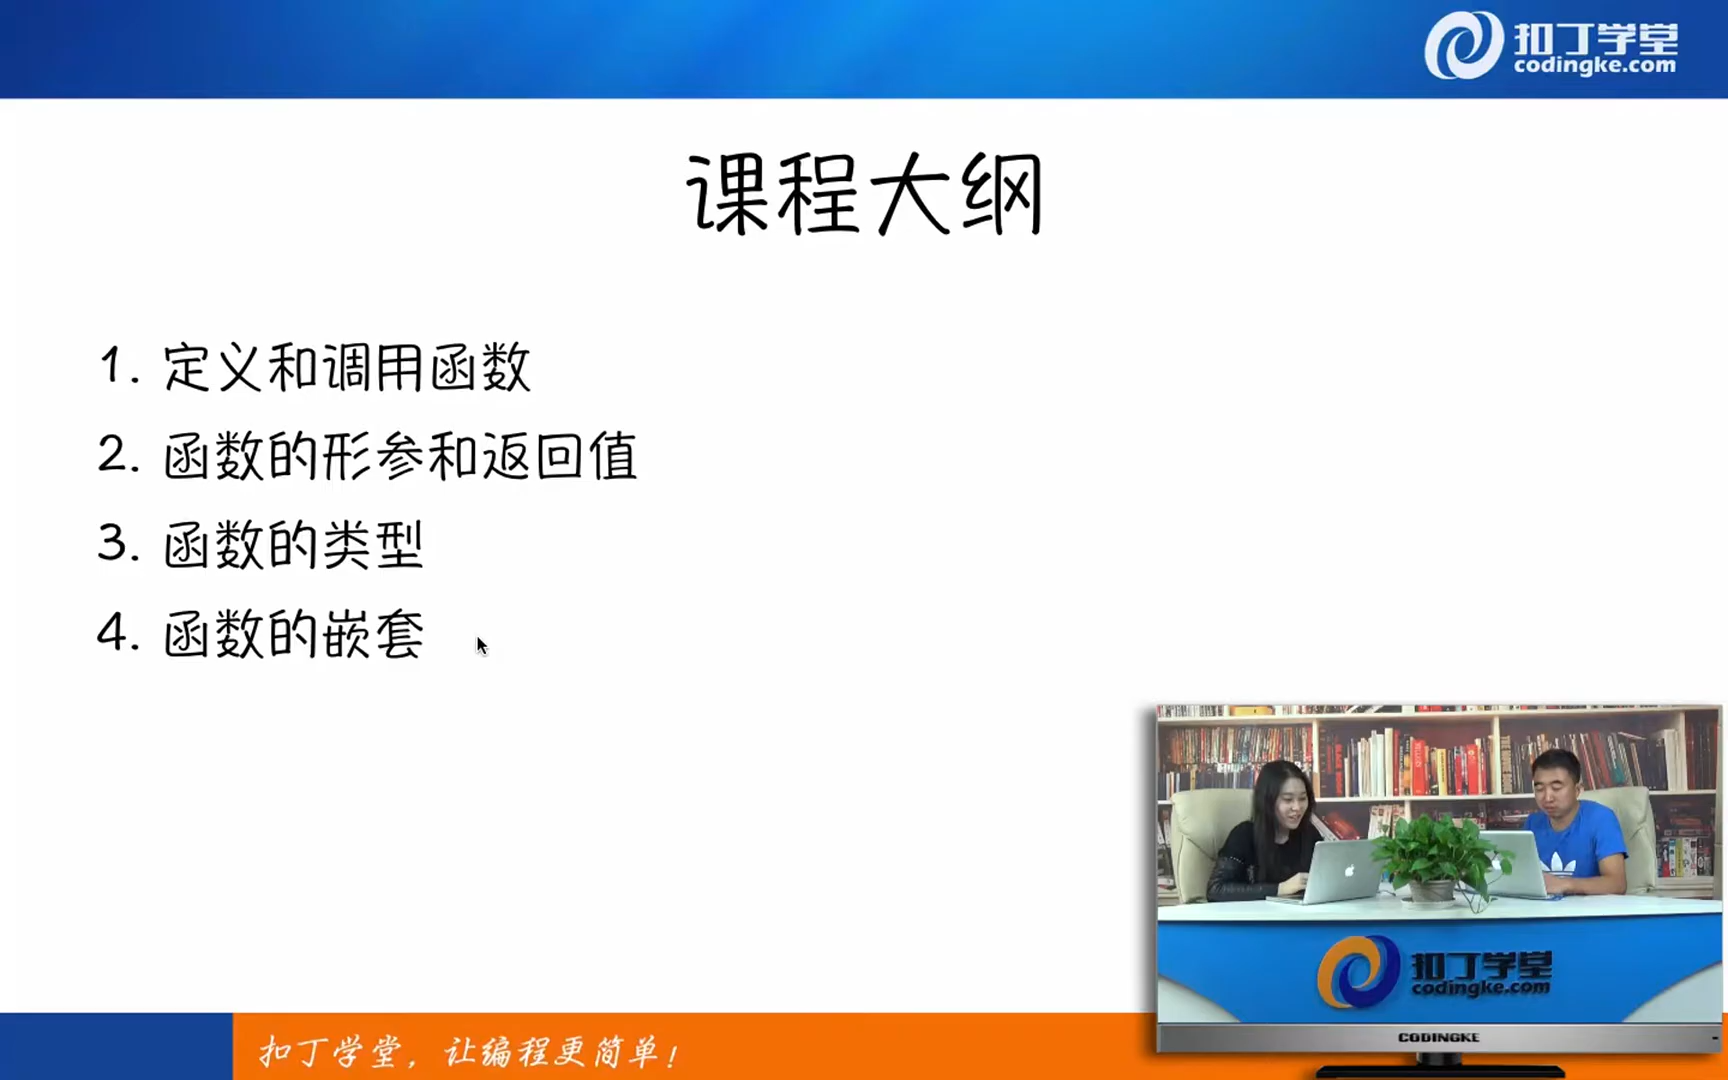 扣丁学堂
codingke.com
课程大纲
1. 定义和调用函数
2. 函数的形参和返回值
3. 函数的类型
4. 函数的嵌套
扣丁学堂
codingke.com
CODINGKE
扣丁学堂，让编程更简单！